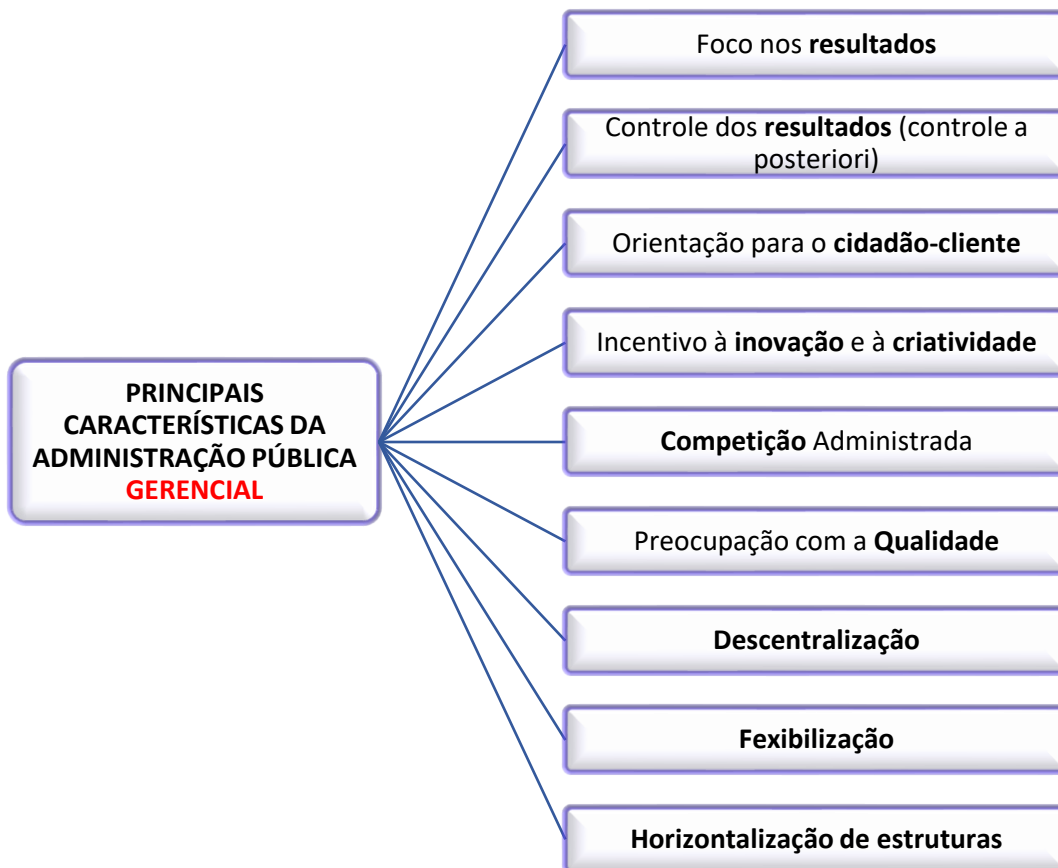 Foco nos resultados
Controle dos resultados (controle a
posteriori)
Orientação para o cidadão-cliente
Incentivo à inovação e à criatividade
PRINCIPAIS
CARACTERÍSTICAS DA
ADMINISTRAÇÃO PÚBLICA
GERENCIAL
Competição Administrada
Preocupação com a Qualidade
Descentralização
Fexibilização
Horizontalização de estruturas